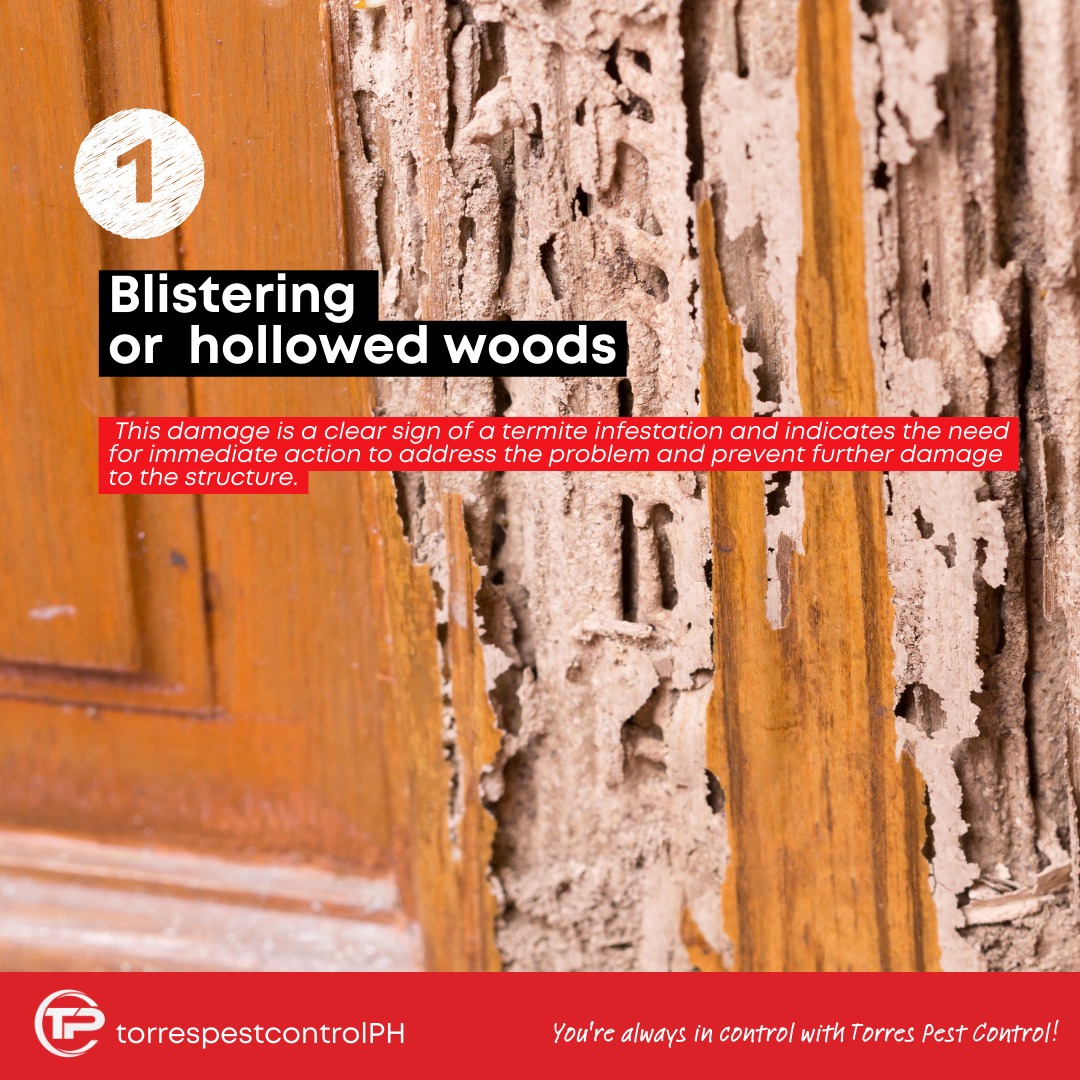 1
Blistering
or hollowed woods
This damage is a clear sign of a termite infestation and indicates the need
for immediate action to address the problem and prevent further damage
to the structure.
TP
torrespestcontrolPH
You're always in control with Torres Pest Control!